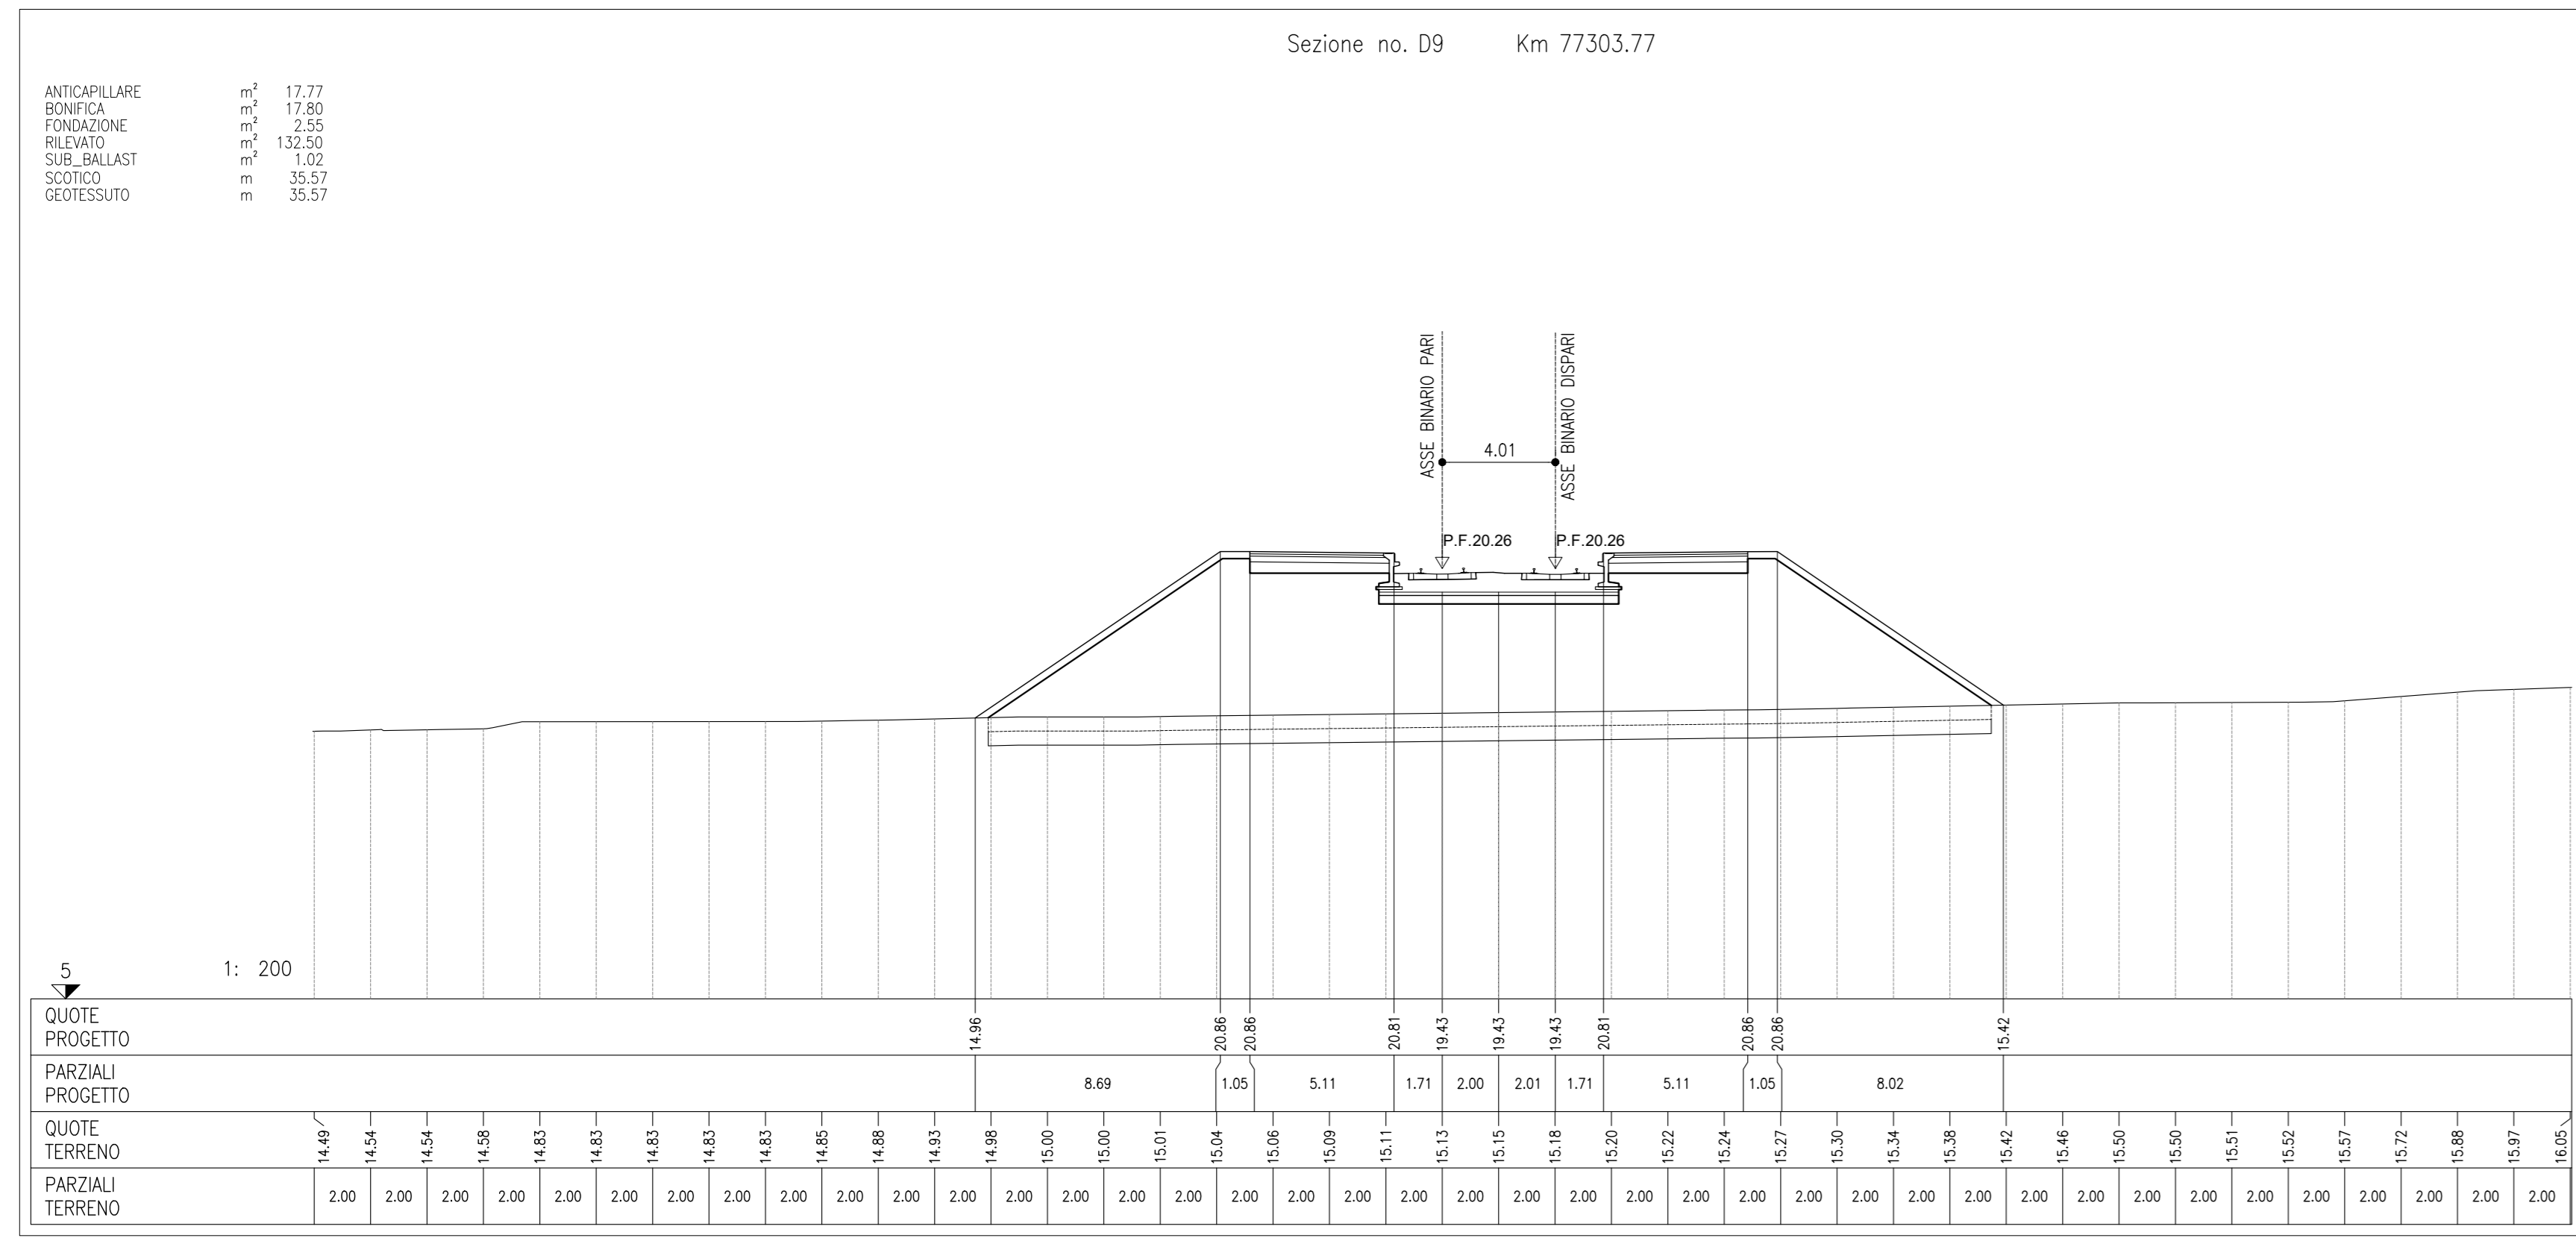 Sezione no. D9 Km 77303.77
ANTICAPILLARE m² 17.77
BONIFICA m² 17.80
FONDAZIONE m² 2.55
RILEVATO m² 132.50
SUB_BALLAST m² 1.02
SCOTICO m 35.57
GEOTESSUTO m 35.57
ASSE BINARIO PARI
ASSE BINARIO DISPARI
4.01
P.F.20.26 P.F.20.26
5 1: 200
QUOTE
PROGETTO
14.96 20.86 20.86 20.81 19.43 19.43 19.43 20.81 20.86 20.86 15.42
PARZIALI
PROGETTO
8.69 1.05 5.11 1.71 2.00 2.01 1.71 5.11 1.05 8.02
QUOTE
TERRENO
14.49 14.54 14.54 14.58 14.83 14.83 14.83 14.83 14.83 14.85 14.88 14.93 14.98 15.00 15.00 15.01 15.04 15.06 15.09 15.11 15.13 15.15 15.18 15.20 15.22 15.24 15.27 15.30 15.34 15.38 15.42 15.46 15.50 15.50 15.51 15.52 15.57 15.72 15.88 15.97 16.05
PARZIALI
TERRENO
2.00 2.00 2.00 2.00 2.00 2.00 2.00 2.00 2.00 2.00 2.00 2.00 2.00 2.00 2.00 2.00 2.00 2.00 2.00 2.00 2.00 2.00 2.00 2.00 2.00 2.00 2.00 2.00 2.00 2.00 2.00 2.00 2.00 2.00 2.00 2.00 2.00 2.00 2.00 2.00